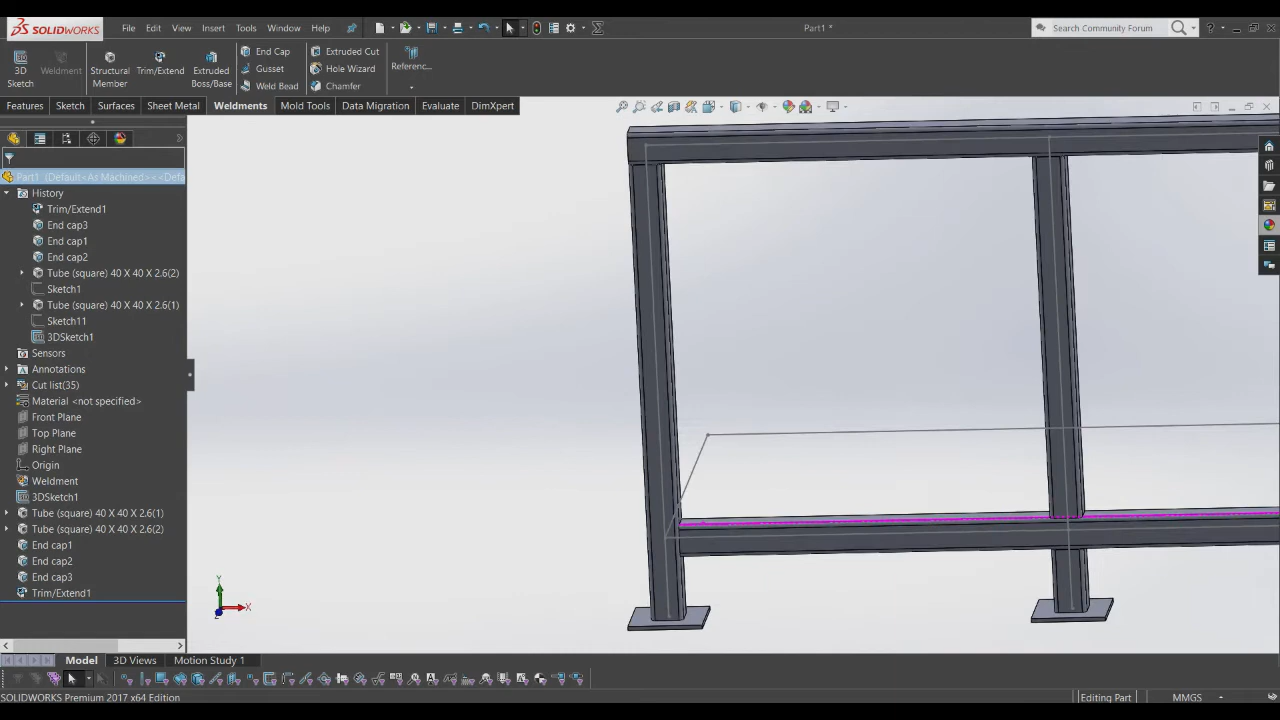 SOLIDWORKS
File Edit View Insert Tools Window Help
Part1 *
Search Community Forum
3D Sketch
Weldment
Structural Member
Trim/Extend
Extruded Boss/Base
End Cap
Gusset
Weld Bead
Extruded Cut
Hole Wizard
Chamfer
Referenc...
Features Sketch Surfaces Sheet Metal Weldments Mold Tools Data Migration Evaluate DimXpert
Part1 (Default<As Machined><<Defa
History
Trim/Extend1
End cap3
End cap1
End cap2
Tube (square) 40 X 40 X 2.6(2)
Sketch1
Tube (square) 40 X 40 X 2.6(1)
Sketch11
3DSketch1
Sensors
Annotations
Cut list(35)
Material <not specified>
Front Plane
Top Plane
Right Plane
Origin
Weldment
3DSketch1
Tube (square) 40 X 40 X 2.6(1)
Tube (square) 40 X 40 X 2.6(2)
End cap1
End cap2
End cap3
Trim/Extend1
Y
X
Z
Model 3D Views Motion Study 1
SOLIDWORKS Premium 2017 x64 Edition
Editing Part
MMGS